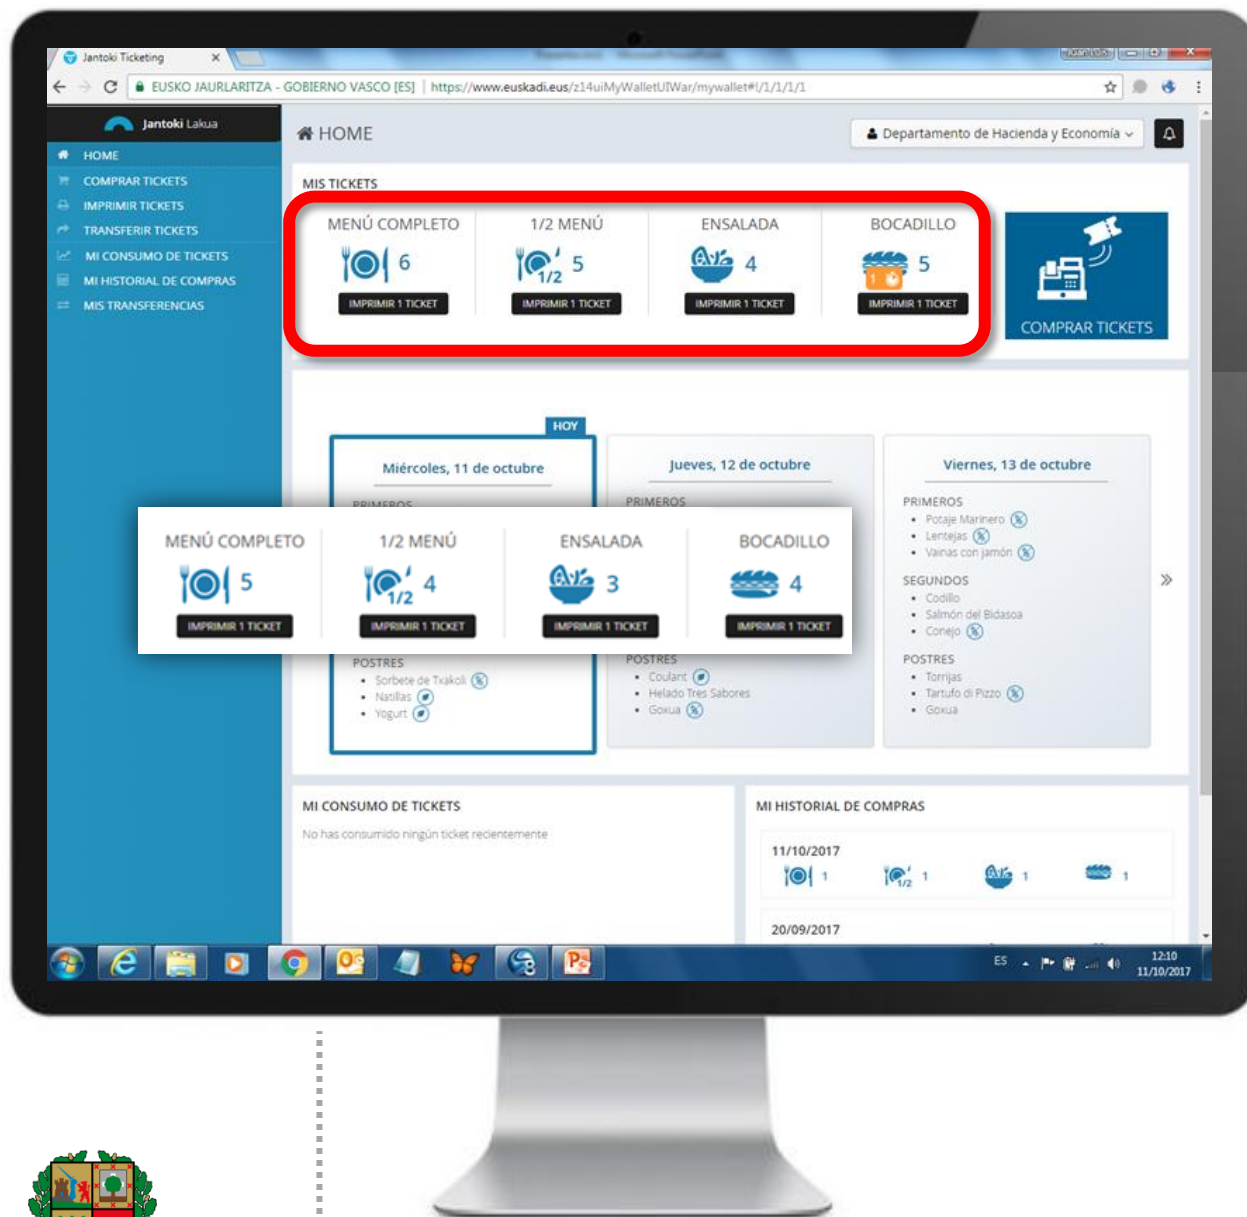 Jantoki Ticketing
EUSKO JAURLARITZA - GOBIERNO VASCO [ES] | https://www.euskadi.eus/z14uiMyWalletUIWar/mywallet#!/1/1/1/1
Jantoki Lakua
HOME
COMPRAR TICKETS
IMPRIMIR TICKETS
TRANSFERIR TICKETS
MI CONSUMO DE TICKETS
MI HISTORIAL DE COMPRAS
MIS TRANSFERENCIAS
HOME
Departamento de Hacienda y Economía
MIS TICKETS
MENÚ COMPLETO 1/2 MENÚ ENSALADA BOCADILLO
6 1/2 5 4 5
1
IMPRIMIR 1 TICKET IMPRIMIR 1 TICKET IMPRIMIR 1 TICKET IMPRIMIR 1 TICKET
COMPRAR TICKETS
HOY
Miércoles, 11 de octubre
PRIMEROS
Jueves, 12 de octubre
PRIMEROS
Viernes, 13 de octubre
PRIMEROS
• Potaje Marinero
• Lentejas
• Vainas con jamón
SEGUNDOS
• Codillo
• Salmón del Bidasoa
• Conejo
POSTRES
• Torrijas
• Tartufo di Pizzo
• Goxua
MENÚ COMPLETO 1/2 MENÚ ENSALADA BOCADILLO
5 1/2 4 3 4
IMPRIMIR 1 TICKET IMPRIMIR 1 TICKET IMPRIMIR 1 TICKET IMPRIMIR 1 TICKET
POSTRES
• Sorbete de Txakoli
• Natillas
• Yogurt
POSTRES
• Coulant
• Helado Tres Sabores
• Goxua
MI CONSUMO DE TICKETS
No has consumido ningún ticket recientemente
MI HISTORIAL DE COMPRAS
11/10/2017
1 1/2 1 1 1
20/09/2017
ES
12:10
11/10/2017